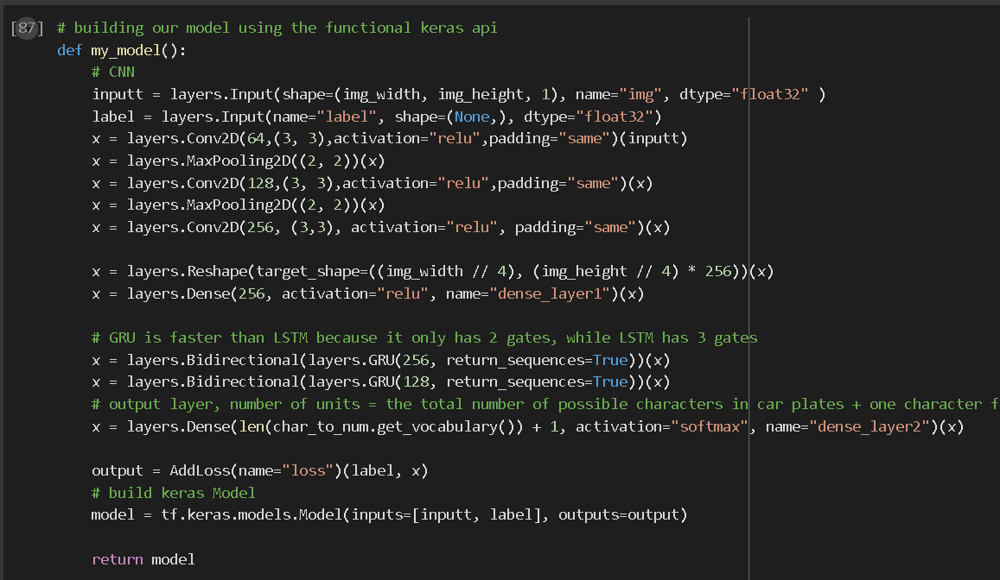 [87] # building our model using the functional keras api
def my_model():
    # CNN
    inputt = layers.Input(shape=(img_width, img_height, 1), name="img", dtype="float32" )
    label = layers.Input(name="label", shape=(None,), dtype="float32")
    x = layers.Conv2D(64,(3, 3),activation="relu",padding="same")(inputt)
    x = layers.MaxPooling2D((2, 2))(x)
    x = layers.Conv2D(128,(3, 3),activation="relu",padding="same")(x)
    x = layers.MaxPooling2D((2, 2))(x)
    x = layers.Conv2D(256, (3,3), activation="relu", padding="same")(x)

    x = layers.Reshape(target_shape=((img_width // 4), (img_height // 4) * 256))(x)
    x = layers.Dense(256, activation="relu", name="dense_layer1")(x)

    # GRU is faster than LSTM because it only has 2 gates, while LSTM has 3 gates
    x = layers.Bidirectional(layers.GRU(256, return_sequences=True))(x)
    x = layers.Bidirectional(layers.GRU(128, return_sequences=True))(x)
    # output layer, number of units = the total number of possible characters in car plates + one character f
    x = layers.Dense(len(char_to_num.get_vocabulary()) + 1, activation="softmax", name="dense_layer2")(x)

    output = AddLoss(name="loss")(label, x)
    # build keras Model
    model = tf.keras.models.Model(inputs=[inputt, label], outputs=output)

    return model